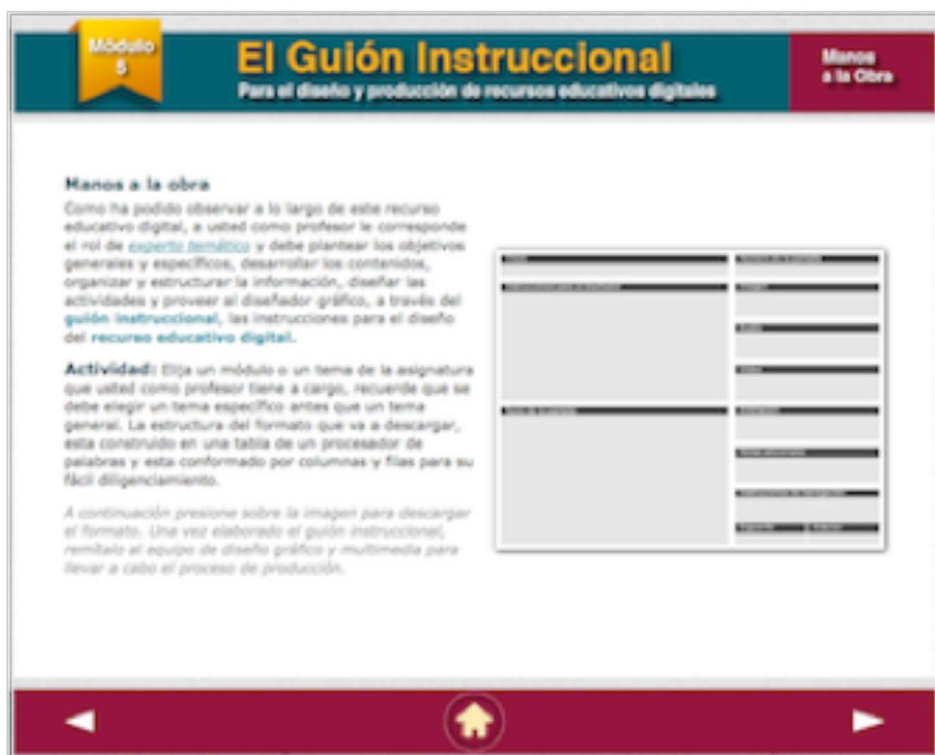 Módulo
5
El Guión Instruccional
Para el diseño y producción de recursos educativos digitales
Manos
a la Obra
Manos a la obra
Como ha podido observar a lo largo de este recurso
educativo digital, a usted como profesor le corresponde
el rol de experto temático y debe plantear los objetivos
generales y específicos, desarrollar los contenidos,
organizar y estructurar la información, diseñar las
actividades y proveer al diseñador gráfico, a través del
guión instruccional, las instrucciones para el diseño
del recurso educativo digital.
Actividad: Elija un módulo o un tema de la asignatura
que usted como profesor tiene a cargo, recuerde que se
debe elegir un tema específico antes que un tema
general. La estructura del formato que va a descargar,
esta construido en una tabla de un procesador de
palabras y esta conformado por columnas y filas para su
fácil diligenciamiento.
A continuación presione sobre la imagen para descargar
el formato. Una vez elaborado el guión instruccional,
remítalo al equipo de diseño gráfico y multimedia para
llevar a cabo el proceso de producción.